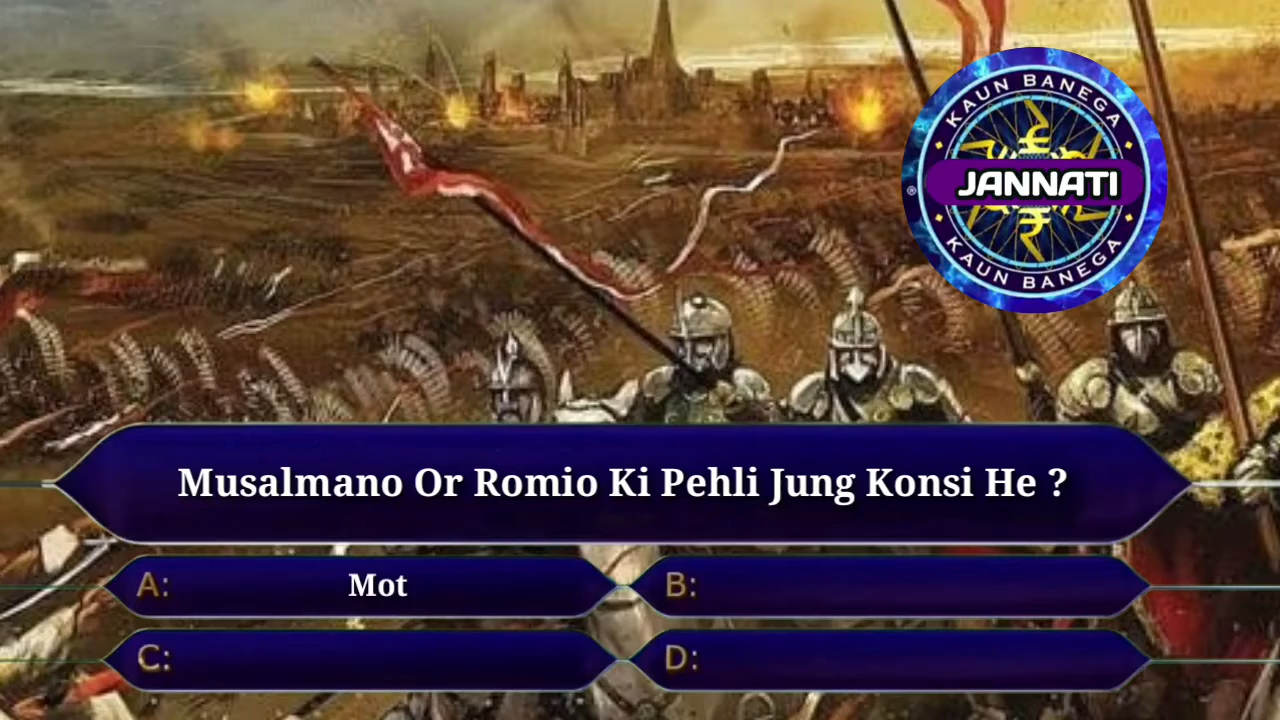 KAUN BANEGA
JANNATI
®
KAUN BANEGA
Musalmano Or Romio Ki Pehli Jung Konsi He ?
A: Mot
B:
C:
D: